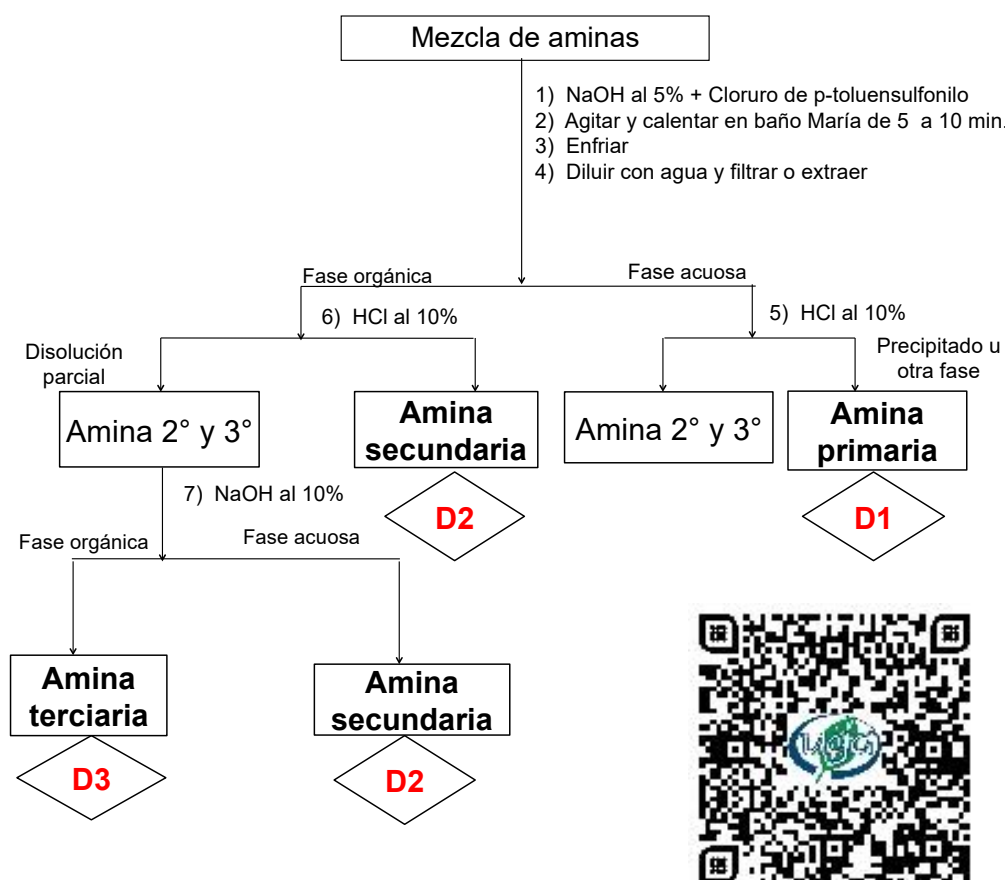 Mezcla de aminas
1) NaOH al 5% + Cloruro de p-toluensulfonilo
2) Agitar y calentar en baño María de 5 a 10 min.
3) Enfriar
4) Diluir con agua y filtrar o extraer
Fase orgánica
Fase acuosa
6) HCl al 10%
5) HCl al 10%
Disolución
parcial
Precipitado u
otra fase
Amina 2° y 3°
Amina
secundaria
Amina 2° y 3°
Amina
primaria
D2
D1
7) NaOH al 10%
Fase orgánica
Fase acuosa
Amina
terciaria
Amina
secundaria
D3
D2